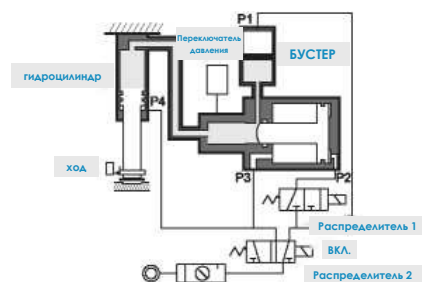 P1
Переключатель
давления
БУСТЕР
гидроцилиндр
P4
ход
P3
P2
Распределитель 1
ВКЛ.
Распределитель 2